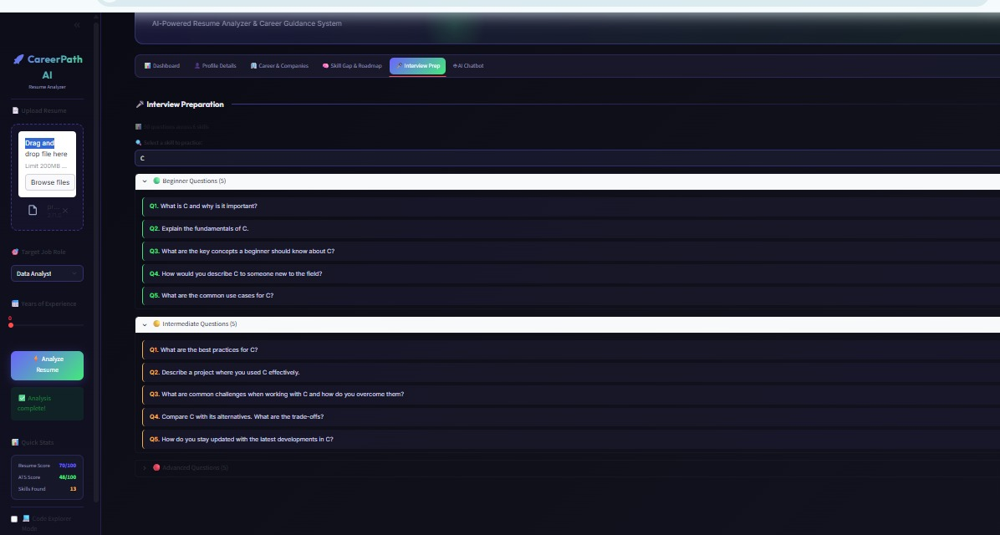 AI-Powered Resume Analyzer & Career Guidance System
CareerPath
AI
Resume Analyzer
Upload Resume
Drag and
drop file here
Limit 200MB ...
Browse files
Target Job Role
Data Analyst
Years of Experience
0
Analyze
Resume
Analysis
complete!
Quick Stats
Resume Score 70/100
ATS Score 48/100
Skills Found 13
Code Explorer
Mode
Dashboard
Profile Details
Career & Companies
Skill Gap & Roadmap
Interview Prep
AI Chatbot
Interview Preparation
Select a skill to practise:
C
Beginner Questions (5)
Q1. What is C and why is it important?
Q2. Explain the fundamentals of C.
Q3. What are the key concepts a beginner should know about C?
Q4. How would you describe C to someone new to the field?
Q5. What are the common use cases for C?
Intermediate Questions (5)
Q1. What are the best practices for C?
Q2. Describe a project where you used C effectively.
Q3. What are common challenges when working with C and how do you overcome them?
Q4. Compare C with its alternatives. What are the trade-offs?
Q5. How do you stay updated with the latest developments in C?
Advanced Questions (5)